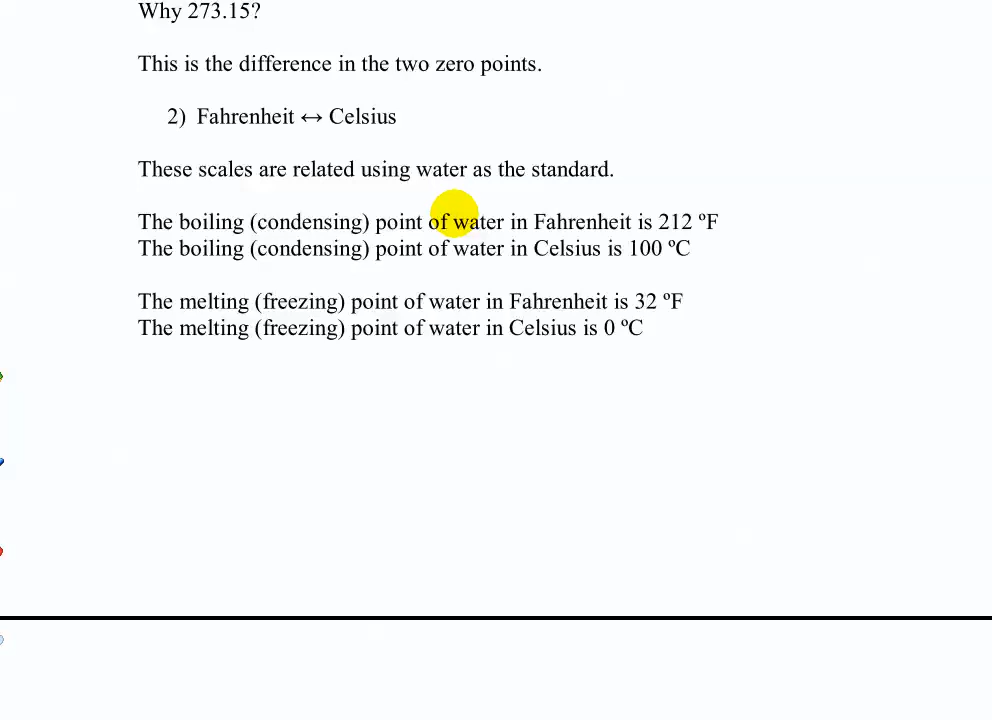 Why 273.15?
This is the difference in the two zero points.
2) Fahrenheit ↔ Celsius
These scales are related using water as the standard.
The boiling (condensing) point of water in Fahrenheit is 212 ºF
The boiling (condensing) point of water in Celsius is 100 ºC
The melting (freezing) point of water in Fahrenheit is 32 ºF
The melting (freezing) point of water in Celsius is 0 ºC